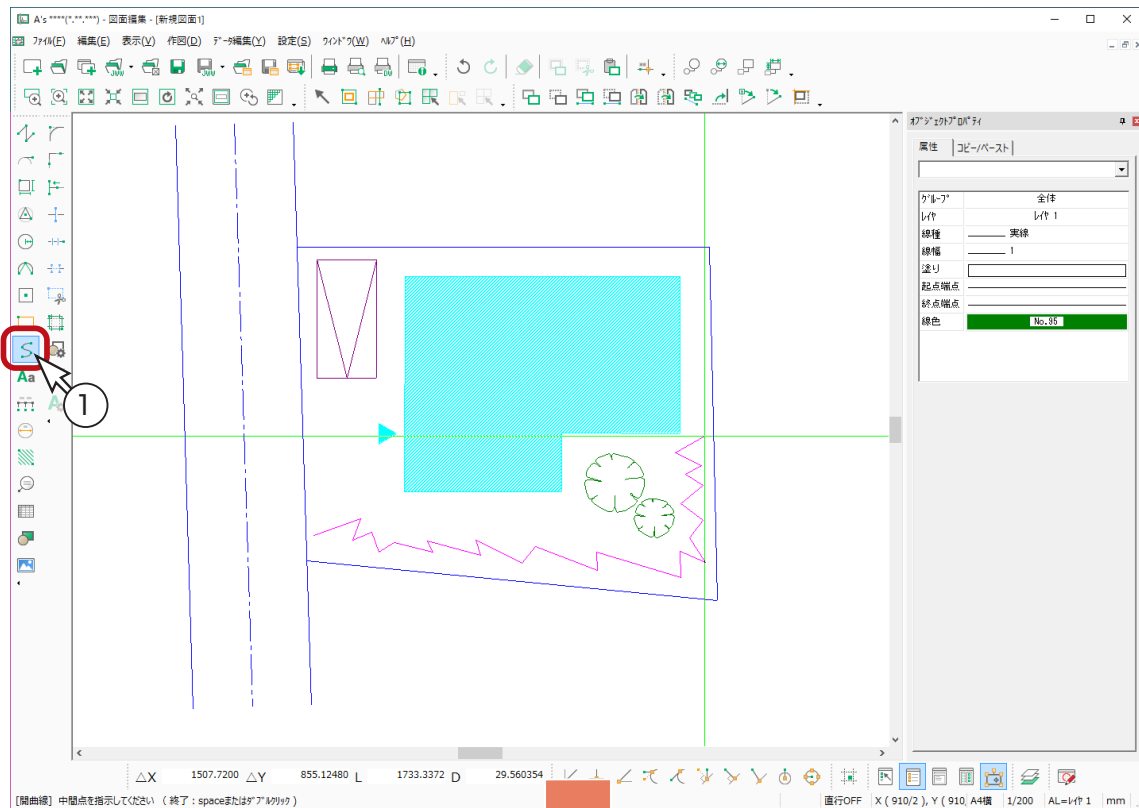 A's ****(*.**.***) - 図面編集 - [新規図面1]
ﾌｧｲﾙ(F) 編集(E) 表示(V) 作図(D) ﾃﾞｰﾀ編集(Y) 設定(S) ｳｨﾝﾄﾞｳ(W) ﾍﾙﾌﾟ(H)
JWW JWW DW
Aa A
1
ｵﾌﾞｼﾞｪｸﾄﾌﾟﾛﾊﾟﾃｨ
属性 ｺﾋﾟｰ/ﾍﾟｰｽﾄ
ｸﾞﾙｰﾌﾟ 全体
ﾚｲﾔ ﾚｲﾔ 1
線種 実線
線幅 1
塗り
起点端点
終点端点
線色 No.95
△X 1507.7200 △Y 855.12480 L 1733.3372 D 29.560354
[開曲線] 中間点を指示してください （ 終了 : spaceまたはﾀﾞﾌﾞﾙｸﾘｯｸ ） 直行OFF X ( 910/2 ), Y ( 910 A4横 1/200 AL=ﾚｲﾔ 1 mm